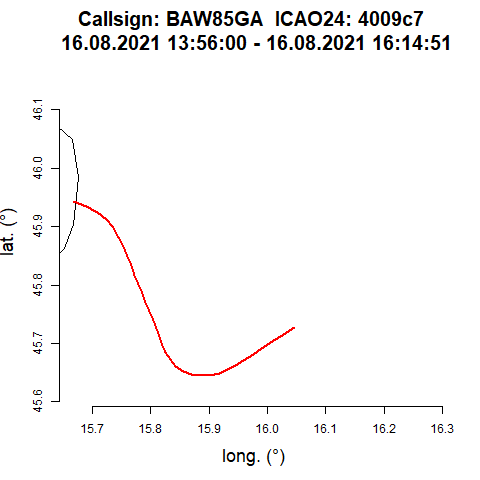 Callsign: BAW85GA  ICAO24: 4009c7
16.08.2021 13:56:00 - 16.08.2021 16:14:51
46.1
46.0
45.9
45.8
45.7
45.6
lat. (°)
15.7 15.8 15.9 16.0 16.1 16.2 16.3
long. (°)